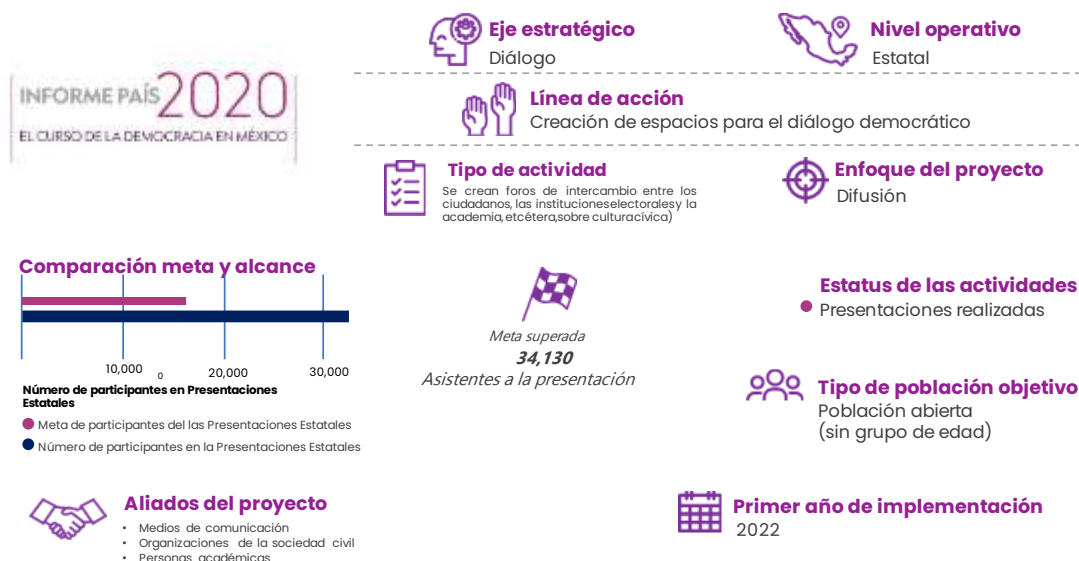 INFORME PAÍS 2020
EL CURSO DE LA DEMOCRACIA EN MÉXICO
Eje estratégico
Diálogo
Nivel operativo
Estatal
Línea de acción
Creación de espacios para el diálogo democrático
Tipo de actividad
Se crean foros de intercambio entre los
ciudadanos, las institucioneselectoralesy la
academia, etcétera,sobre culturacívica)
Enfoque del proyecto
Difusión
Comparación meta y alcance
10,000
0
20,000
30,000
Número de participantes en Presentaciones
Estatales
Meta de participantes del las Presentaciones Estatales
Número de participantes en la Presentaciones Estatales
Meta superada
34,130
Asistentes a la presentación
Estatus de las actividades
Presentaciones realizadas
Tipo de población objetivo
Población abierta
(sin grupo de edad)
Aliados del proyecto
• Medios de comunicación
• Organizaciones de la sociedad civil
• Personas académicas
Primer año de implementación
2022